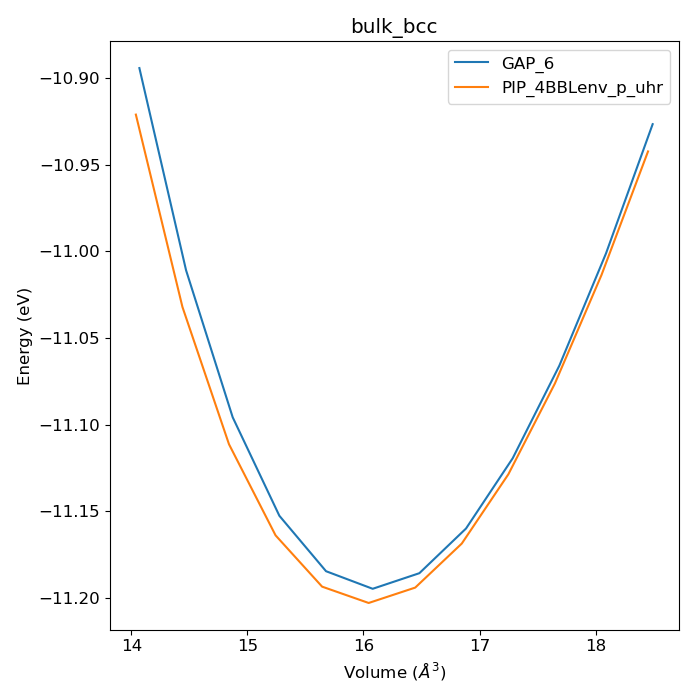 bulk_bcc
GAP_6
PIP_4BBLenv_p_uhr
−10.90
−10.95
−11.00
−11.05
−11.10
−11.15
−11.20
Energy (eV)
14 15 16 17 18
Volume (Å³)